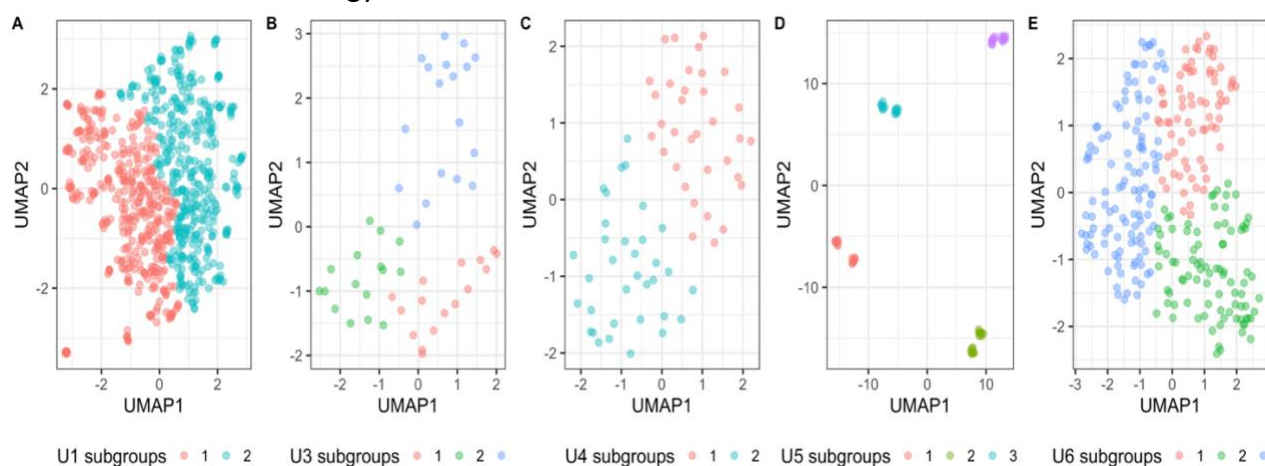 A B C D E
3
2 2 10 2
2
1 1 1
0 0 0 0 0
-1 -1 -10 -1
-2 -2 -2 -2
-2 0 2 -2 -1 0 1 2 -2 -1 0 1 2 -10 0 10 -3 -2 -1 0 1 2
UMAP1 UMAP1 UMAP1 UMAP1 UMAP1
UMAP2 UMAP2 UMAP2 UMAP2 UMAP2
U1 subgroups 1 2 U3 subgroups 1 2 U4 subgroups 1 2 U5 subgroups 1 2 3 U6 subgroups 1 2